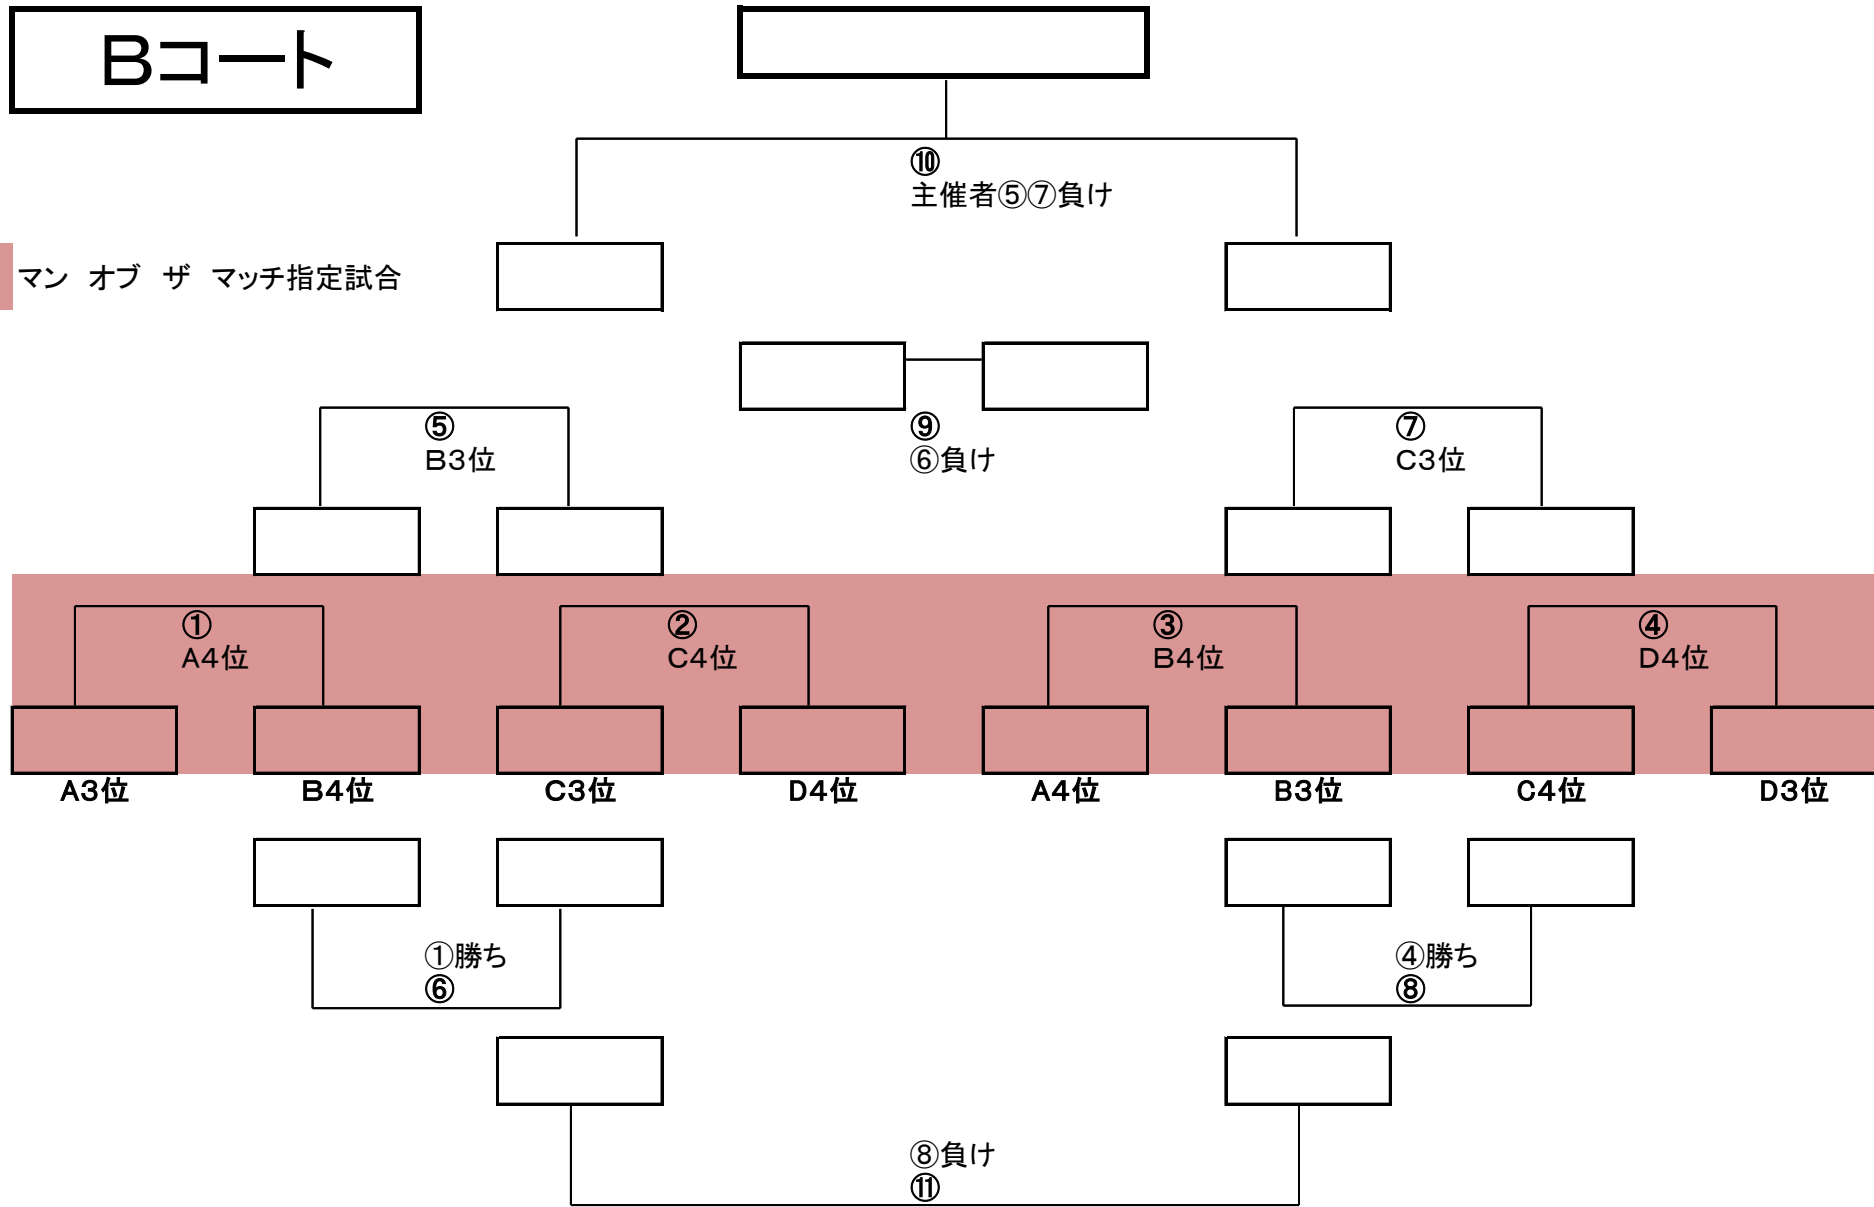 Bコート
⑩
主催者⑤⑦負け
マン　オブ　ザ　マッチ指定試合
⑤
B3位
⑨
⑥負け
⑦
C3位
①
A4位
②
C4位
③
B4位
④
D4位
A3位
B4位
C3位
D4位
A4位
B3位
C4位
D3位
①勝ち
⑥
④勝ち
⑧
⑧負け
⑪